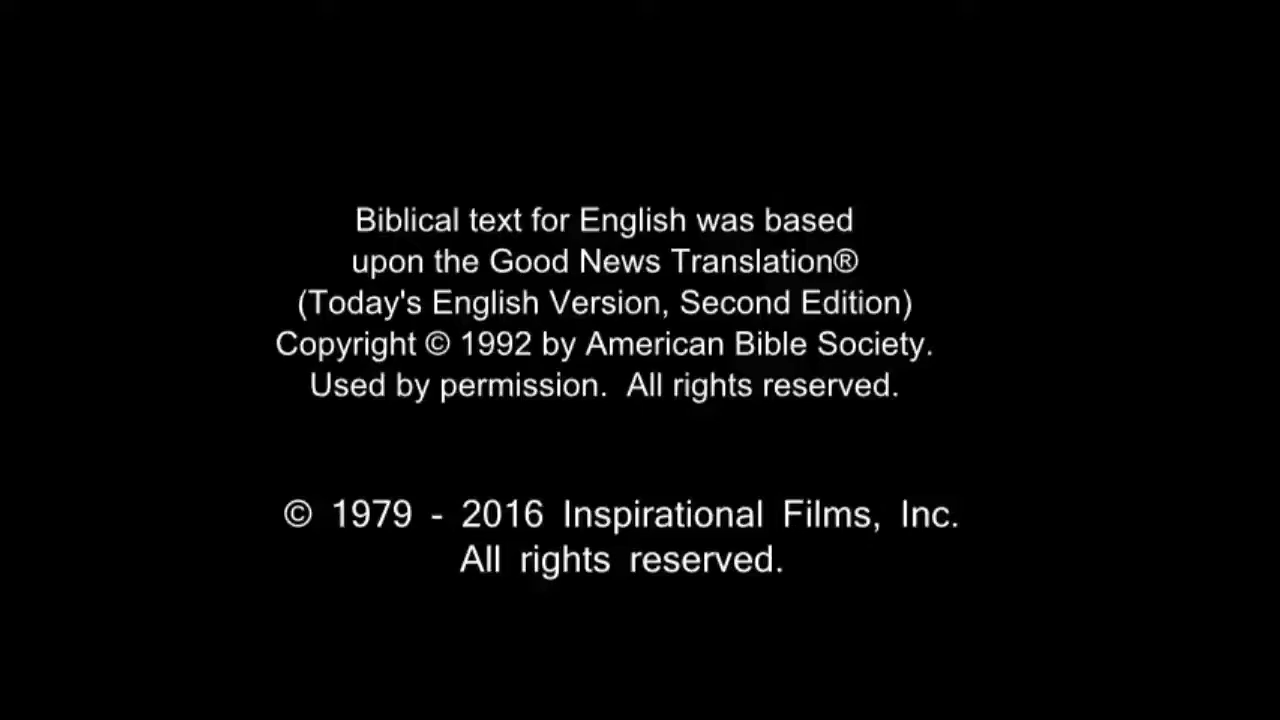 Biblical text for English was based
upon the Good News Translation®
(Today's English Version, Second Edition)
Copyright © 1992 by American Bible Society.
Used by permission.  All rights reserved.
© 1979 - 2016 Inspirational Films, Inc.
All rights reserved.